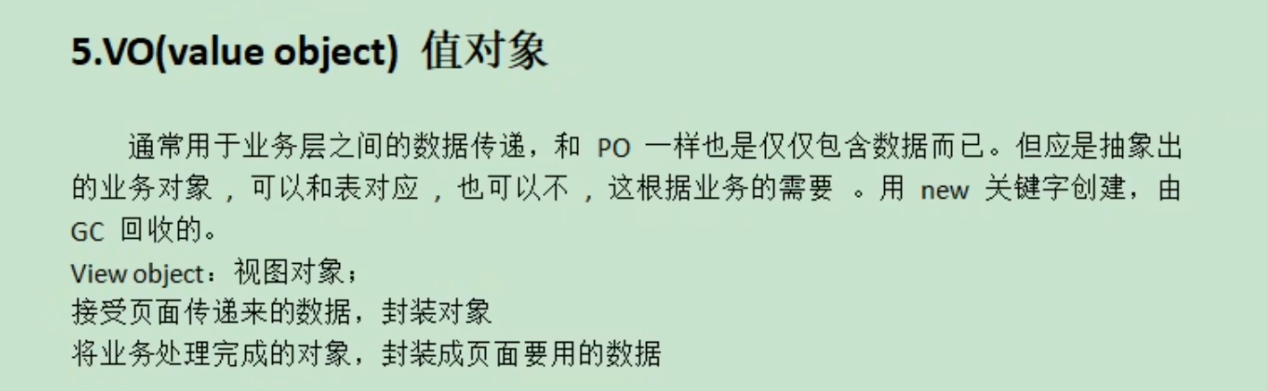 5.VO(value object) 值对象
通常用于业务层之间的数据传递，和 PO 一样也是仅仅包含数据而已。但应是抽象出
的业务对象 , 可以和表对应 , 也可以不 , 这根据业务的需要 。用 new 关键字创建，由
GC 回收的。
View object：视图对象；
接受页面传递来的数据，封装对象
将业务处理完成的对象，封装成页面要用的数据